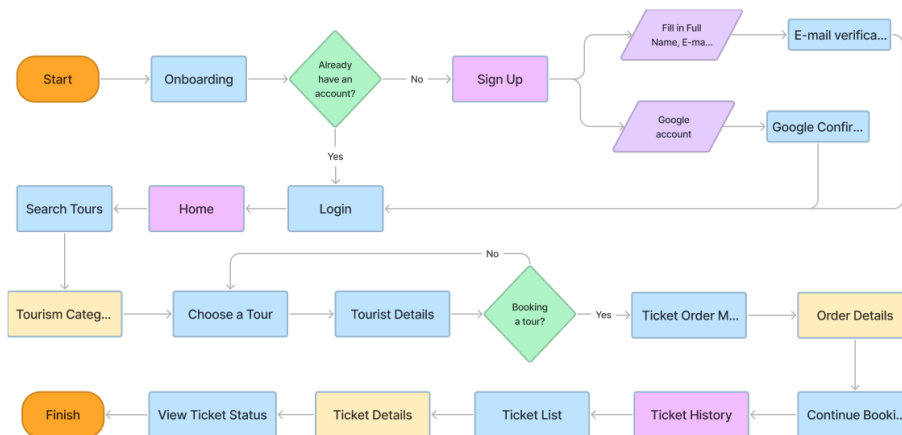 Fill in Full
Name, E-ma...
E-mail verifica...
Start
Onboarding
Already
have an
account?
No
Sign Up
Google
account
Google Confir...
Yes
Search Tours
Home
Login
No
Tourism Categ...
Choose a Tour
Tourist Details
Booking
a tour?
Yes
Ticket Order M...
Order Details
Finish
View Ticket Status
Ticket Details
Ticket List
Ticket History
Continue Booki...